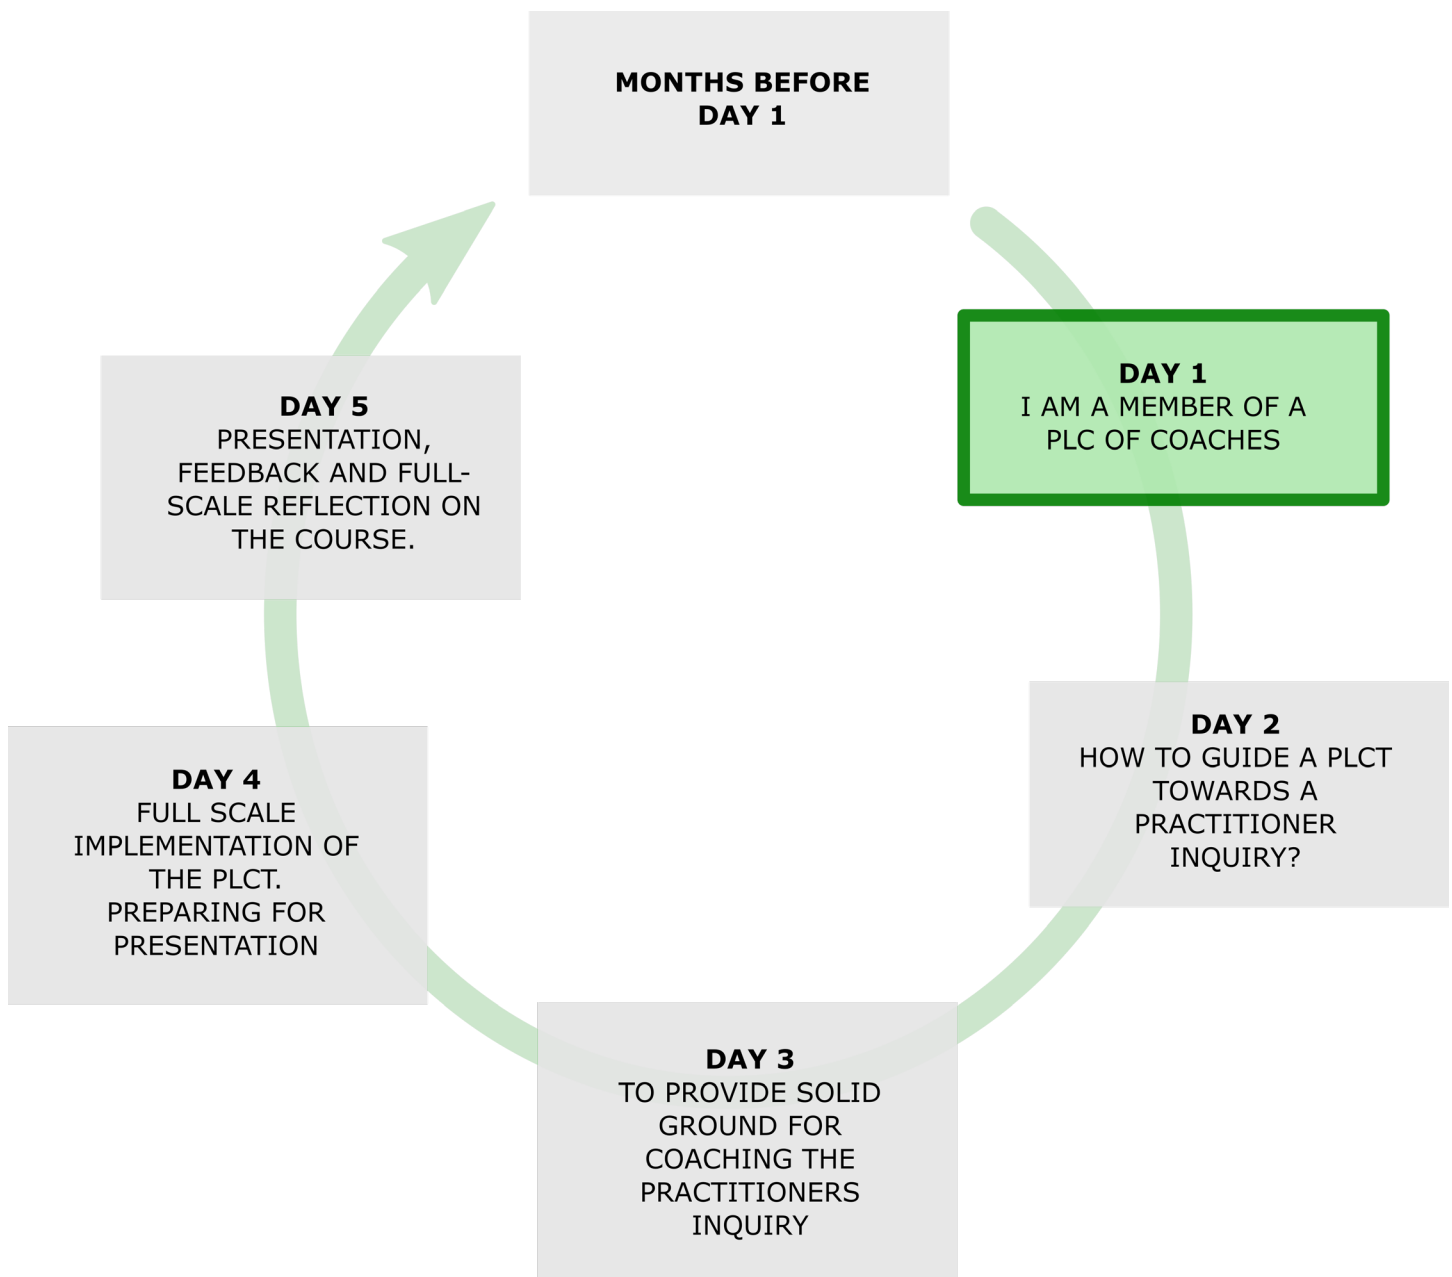 MONTHS BEFORE
DAY 1
DAY 1
I AM A MEMBER OF A
PLC OF COACHES
DAY 2
HOW TO GUIDE A PLCT
TOWARDS A
PRACTITIONER
INQUIRY?
DAY 3
TO PROVIDE SOLID
GROUND FOR
COACHING THE
PRACTITIONERS
INQUIRY
DAY 4
FULL SCALE
IMPLEMENTATION OF
THE PLCT.
PREPARING FOR
PRESENTATION
DAY 5
PRESENTATION,
FEEDBACK AND FULL-
SCALE REFLECTION ON
THE COURSE.